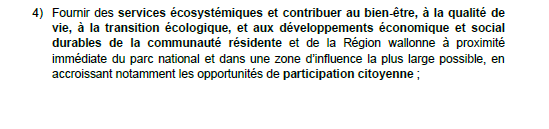 4) Fournir des services écosystémiques et contribuer au bien-être, à la qualité de
vie, à la transition écologique, et aux développements économique et social
durables de la communauté résidente et de la Région wallonne à proximité
immédiate du parc national et dans une zone d'influence la plus large possible, en
accroissant notamment les opportunités de participation citoyenne ;